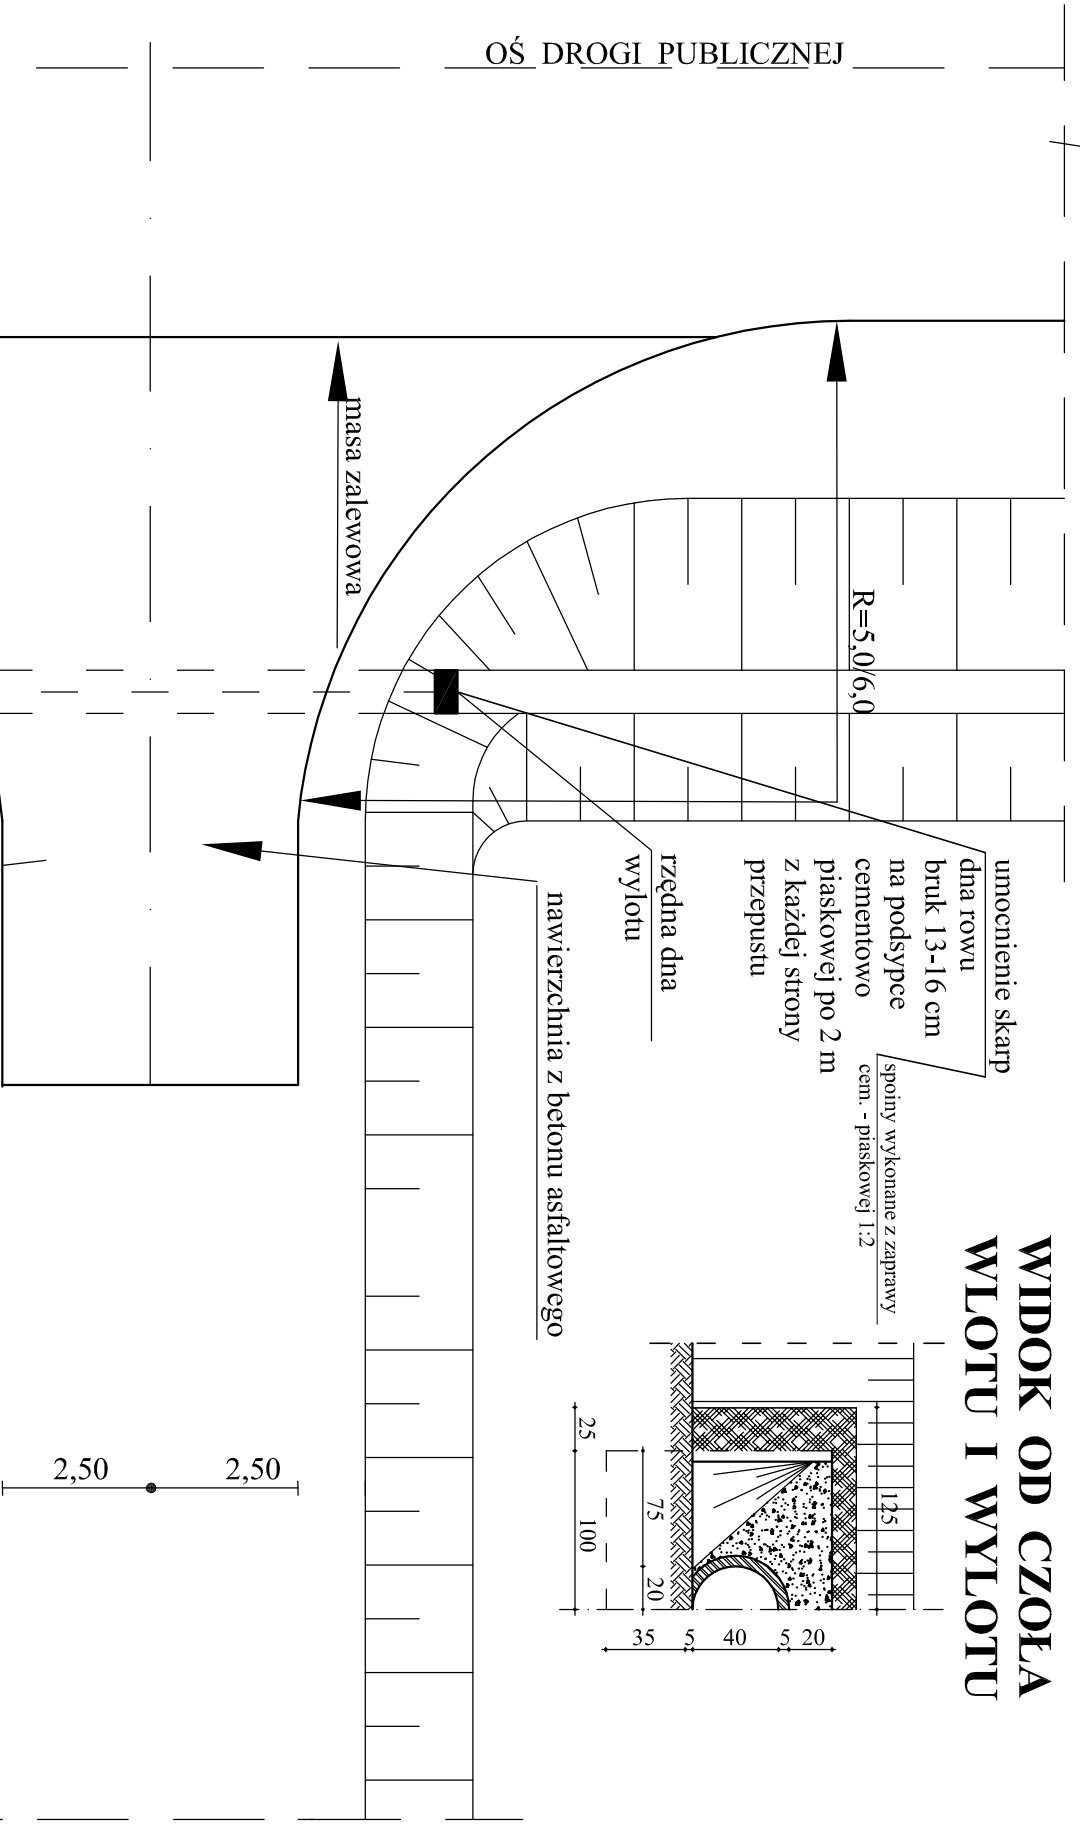 OŚ DROGI PUBLICZNEJ
masa zalewowa
R=5,0/6,0
umocnienie skarp
dna rowu
bruk 13-16 cm
na podsypce
cementowo
piaskowej po 2 m
z każdej strony
przepustu
rzędna dna
wylotu
nawierzchnia z betonu asfaltowego
spoiny wykonane z zaprawy
cem. - piaskowej 1:2
WIDOK OD CZOŁA
WLOTU I WYLOTU
125
25
100
75
20
35 5 40 5 20
2,50 2,50